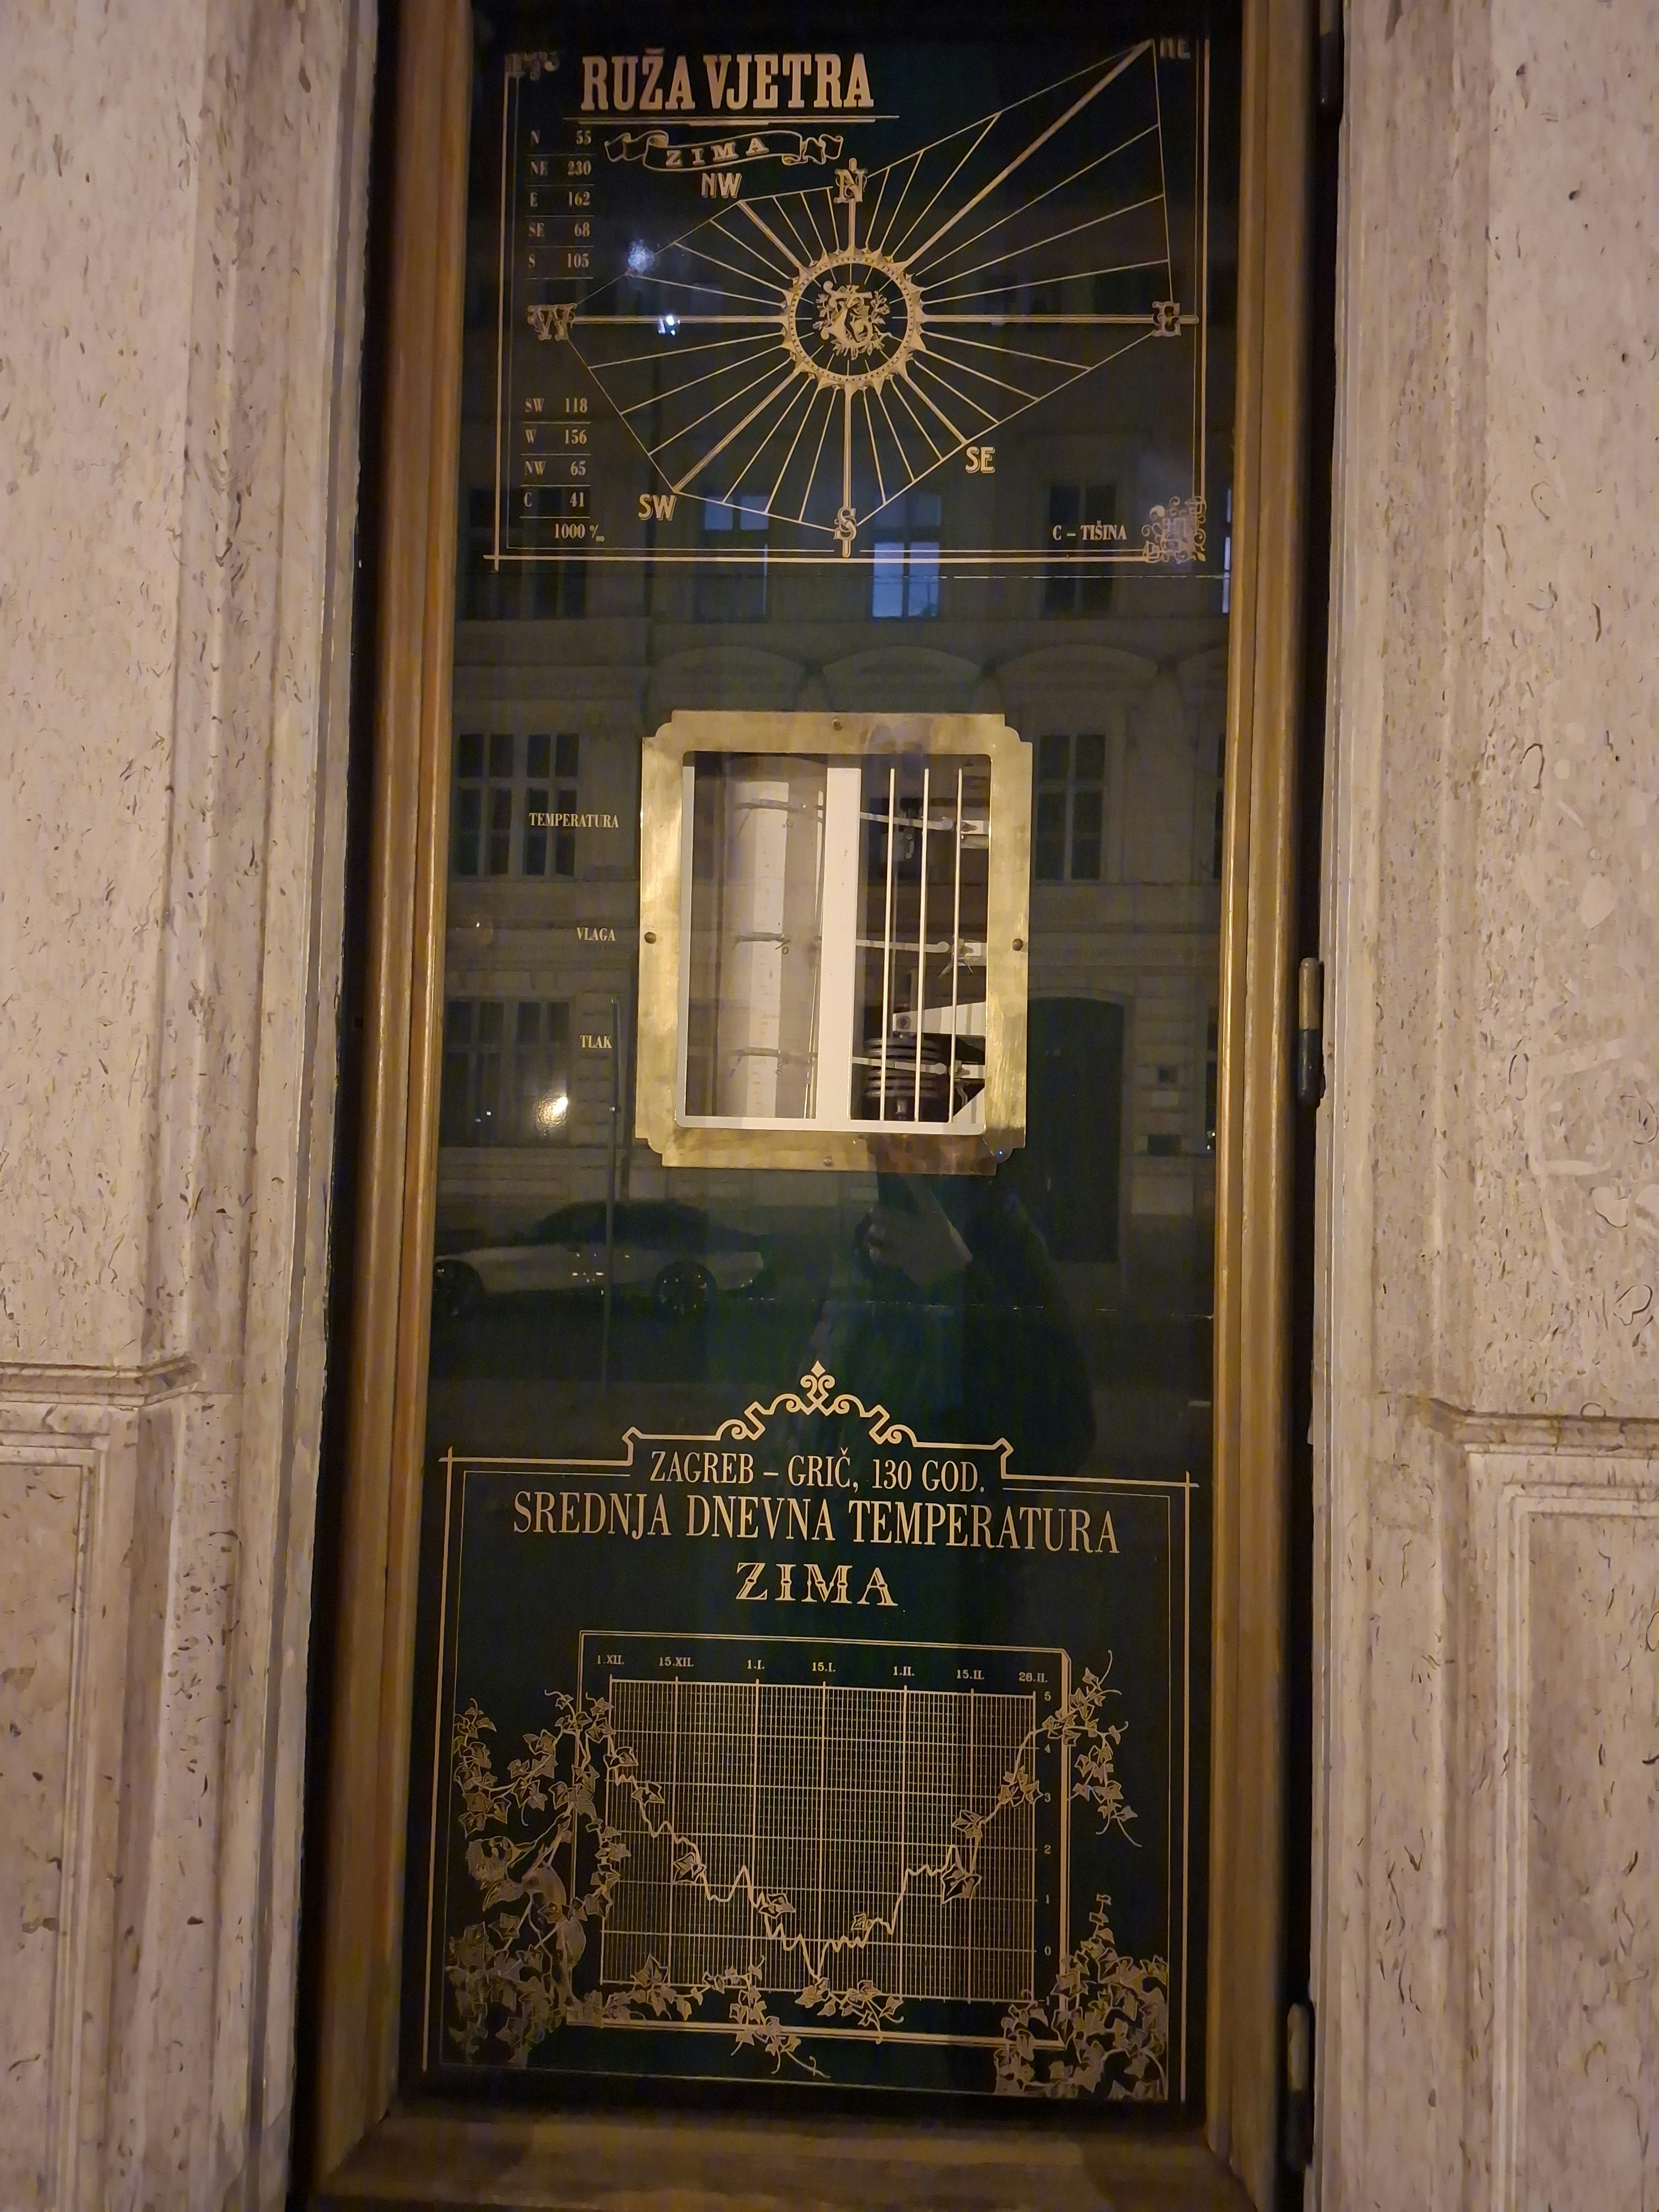 RUŽA VJETRA
ZIMA
N 55
NE 230
E 162
SE 68
S 105
SW 118
W 156
NW 65
C 41
1000 ‰
NW
N
NE
W
E
SW
S
SE
C – TIŠINA
TEMPERATURA
VLAGA
TLAK
ZAGREB – GRIČ, 130 GOD.
SREDNJA DNEVNA TEMPERATURA
ZIMA
1.XII. 15.XII. 1.I. 15.I. 1.II. 15.II. 28.II.
5
4
3
2
1
0